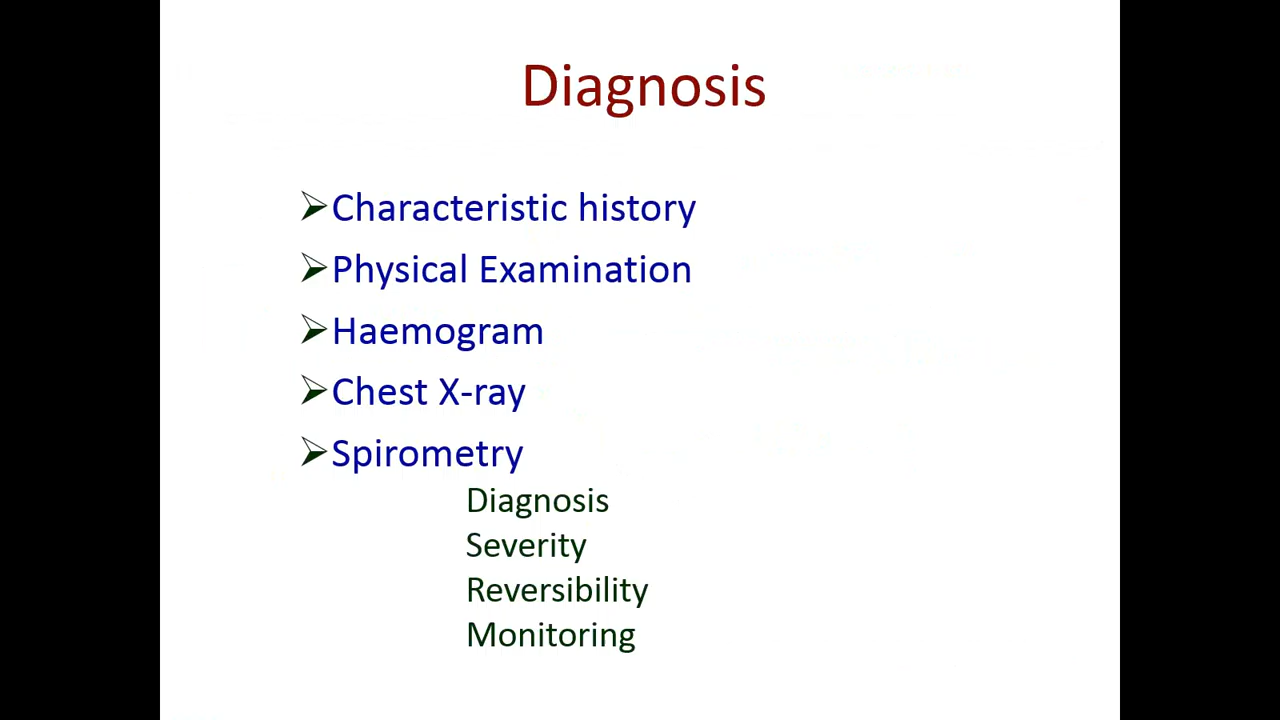 Diagnosis
Characteristic history
Physical Examination
Haemogram
Chest X-ray
Spirometry
Diagnosis
Severity
Reversibility
Monitoring